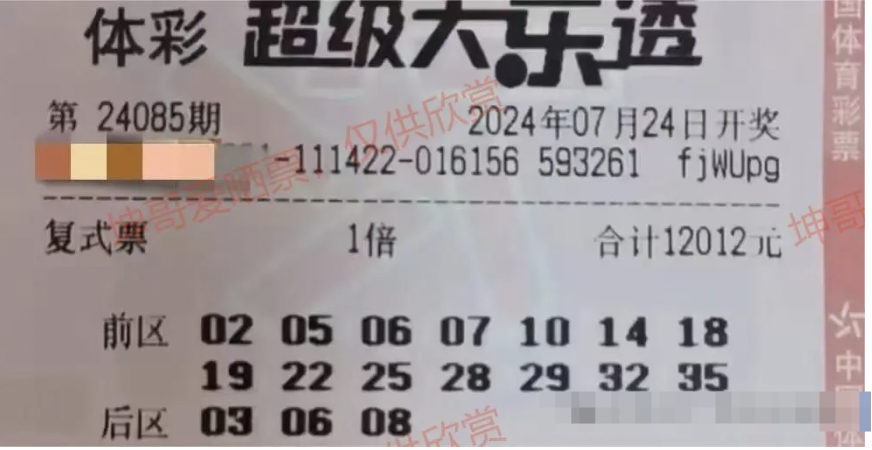 体彩 超级大乐透
第 24085期 2024年07月24日开奖
1-111422-016156 593261 fjWUpg
复式票 1倍 合计12012元
前区 02 05 06 07 10 14 18
19 22 25 28 29 32 35
后区 03 06 08
国体育彩票
中国体
坤哥爱晒票,仅供欣赏
坤哥
供欣赏